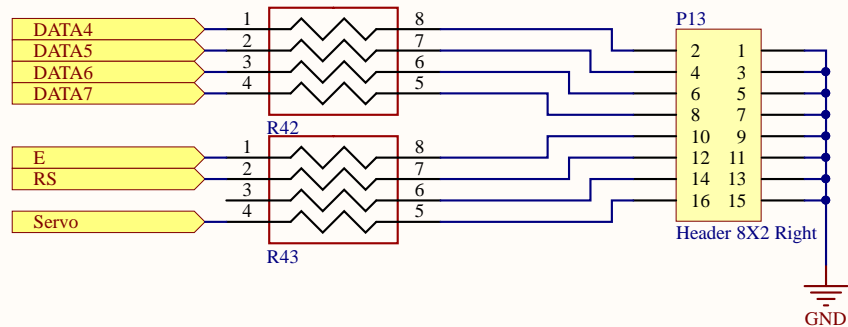 P13
DATA4 1 8
DATA5 2 7 2 1
DATA6 3 6 4 3
DATA7 4 5 6 5
8 7
R42
10 9
E 1 8 12 11
RS 2 7 14 13
3 6 16 15
Servo 4 5
Header 8X2 Right
R43
GND